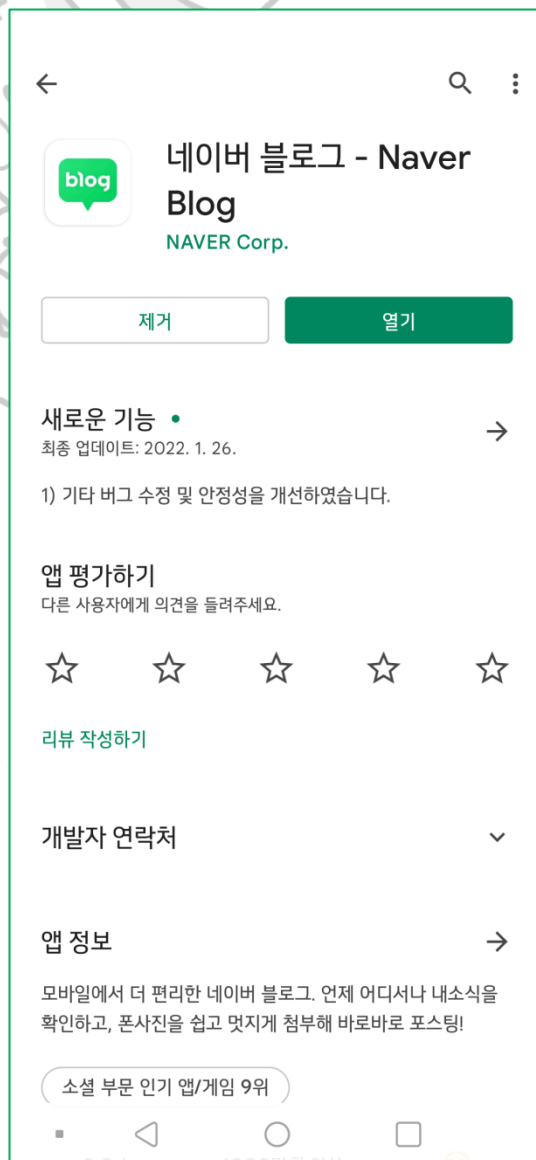 blog
네이버 블로그 - Naver
Blog
NAVER Corp.
제거
열기
새로운 기능
최종 업데이트: 2022. 1. 26.
1) 기타 버그 수정 및 안정성을 개선하였습니다.
앱 평가하기
다른 사용자에게 의견을 들려주세요.
리뷰 작성하기
개발자 연락처
앱 정보
모바일에서 더 편리한 네이버 블로그. 언제 어디서나 내소식을
확인하고, 폰사진을 쉽고 멋지게 첨부해 바로바로 포스팅!
소셜 부문 인기 앱/게임 9위